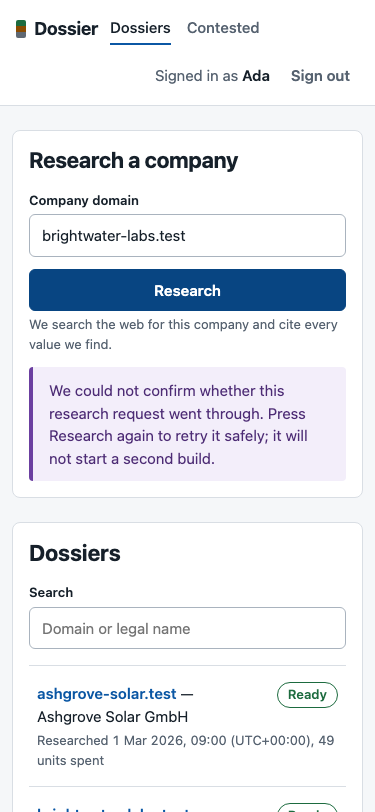 Dossier Dossiers Contested
Signed in as Ada Sign out
Research a company
Company domain
brightwater-labs.test
Research
We search the web for this company and cite every
value we find.
We could not confirm whether this
research request went through. Press
Research again to retry it safely; it will
not start a second build.
Dossiers
Search
Domain or legal name
ashgrove-solar.test — Ready
Ashgrove Solar GmbH
Researched 1 Mar 2026, 09:00 (UTC+00:00), 49
units spent